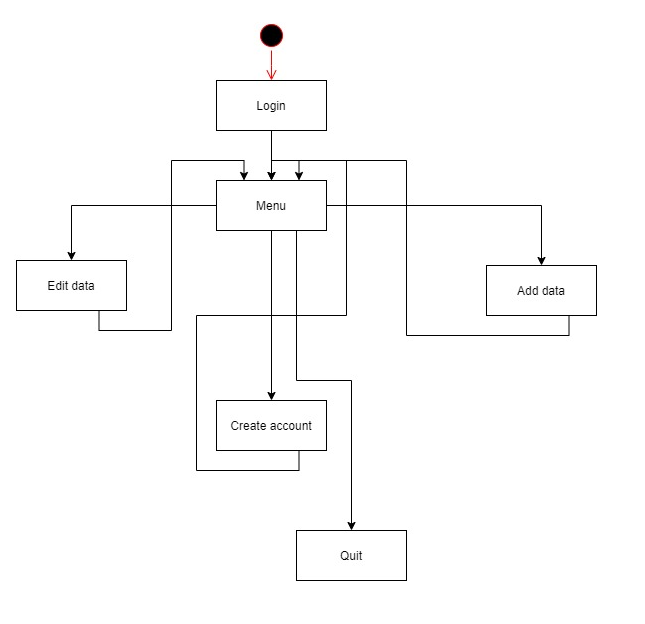 Login
Menu
Edit data
Add data
Create account
Quit